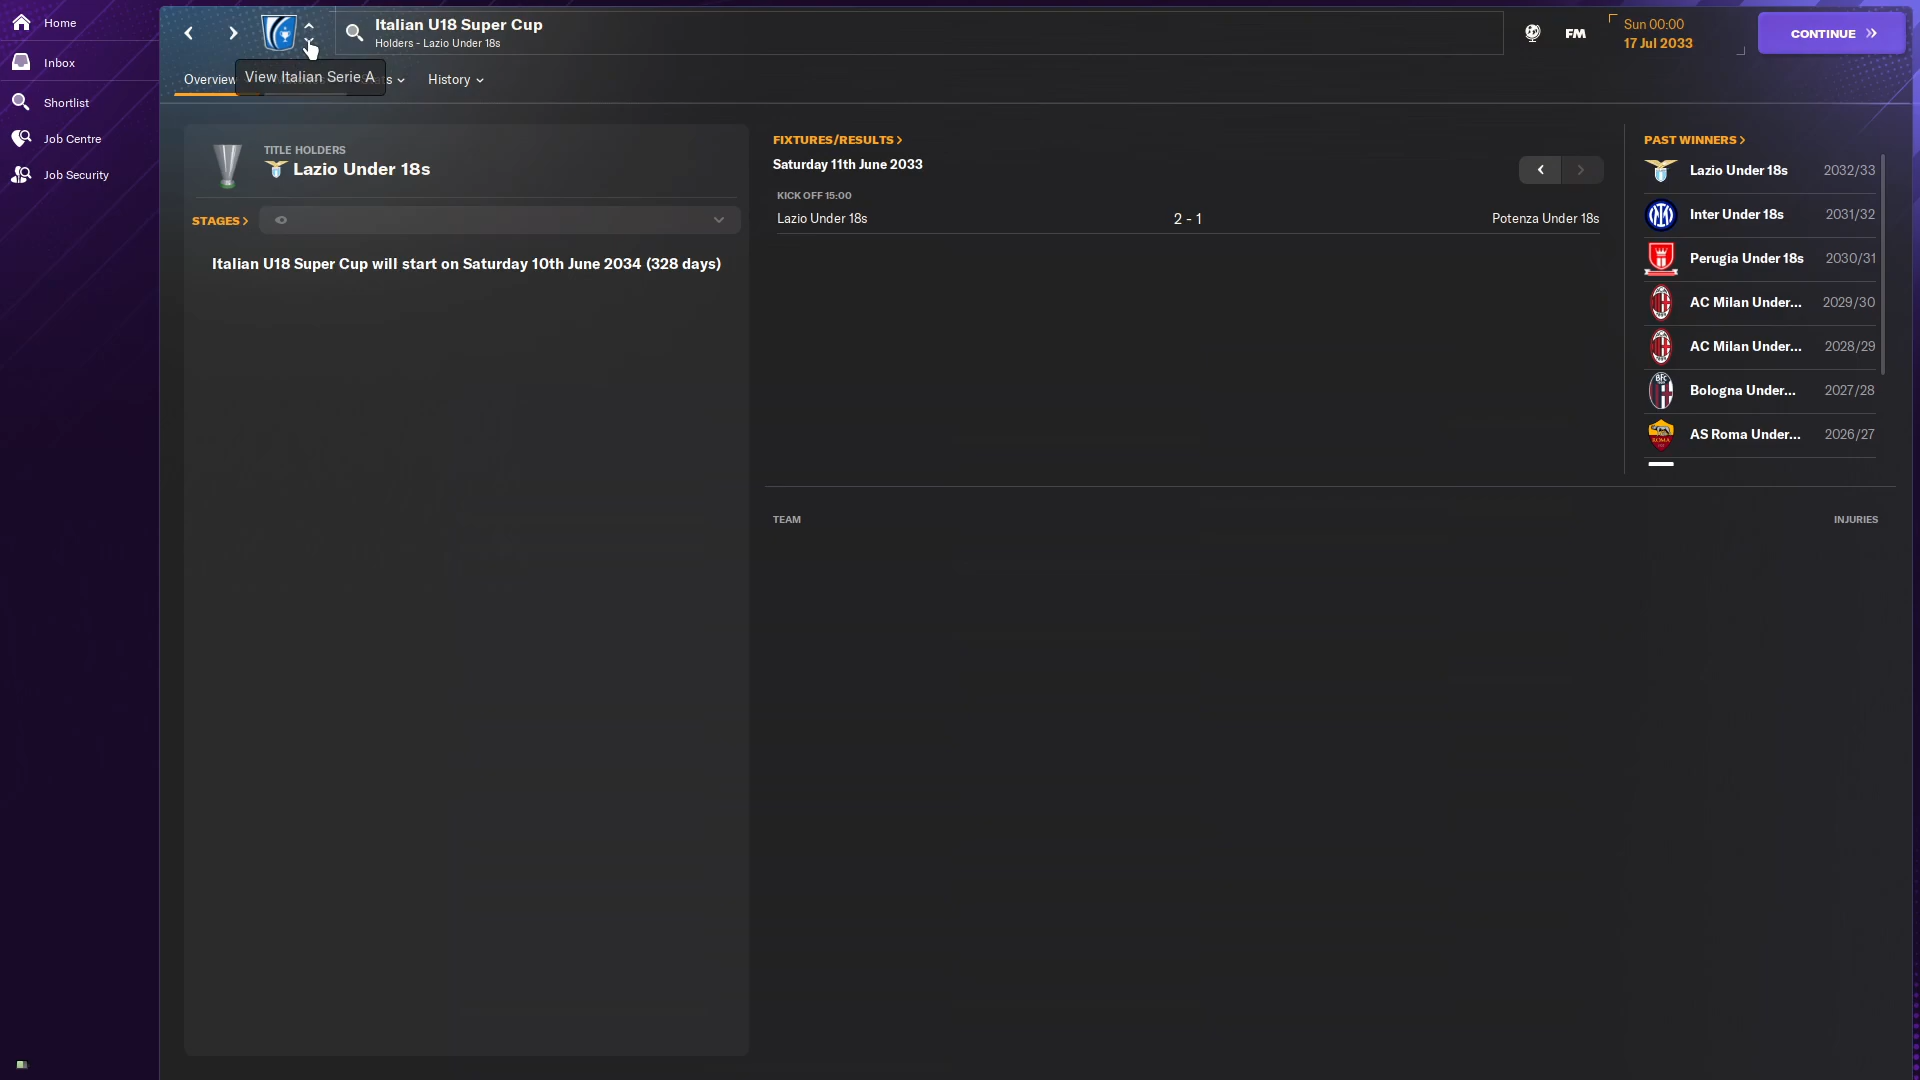 Home
Inbox
Shortlist
Job Centre
Job Security
Italian U18 Super Cup
Holders - Lazio Under 18s
FM
Sun 00:00
17 Jul 2033
CONTINUE
Overview
View Italian Serie A
History
TITLE HOLDERS
Lazio Under 18s
STAGES
Italian U18 Super Cup will start on Saturday 10th June 2034 (328 days)
FIXTURES/RESULTS
Saturday 11th June 2033
KICK OFF 15:00
Lazio Under 18s 2 - 1 Potenza Under 18s
PAST WINNERS
Lazio Under 18s 2032/33
Inter Under 18s 2031/32
Perugia Under 18s 2030/31
AC Milan Under... 2029/30
AC Milan Under... 2028/29
Bologna Under... 2027/28
AS Roma Under... 2026/27
TEAM INJURIES